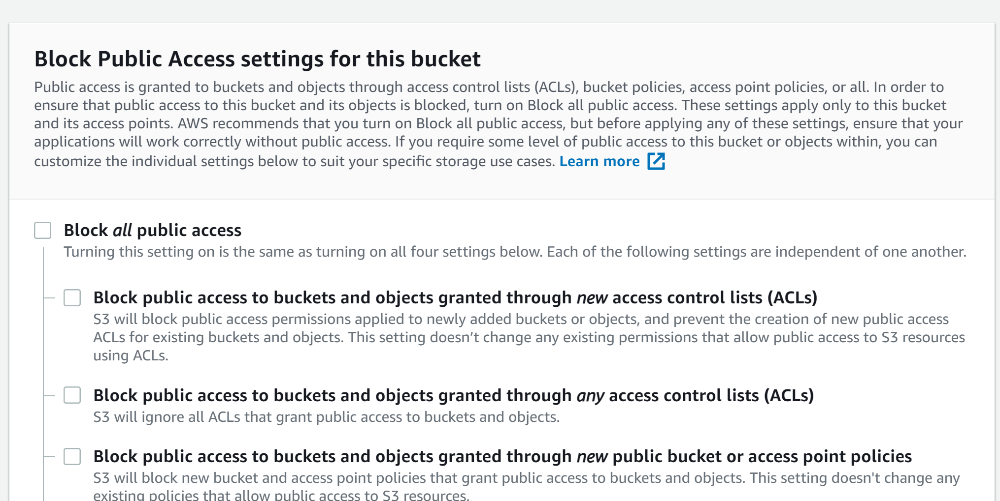 Block Public Access settings for this bucket
Public access is granted to buckets and objects through access control lists (ACLs), bucket policies, access point policies, or all. In order to
ensure that public access to this bucket and its objects is blocked, turn on Block all public access. These settings apply only to this bucket
and its access points. AWS recommends that you turn on Block all public access, but before applying any of these settings, ensure that your
applications will work correctly without public access. If you require some level of public access to this bucket or objects within, you can
customize the individual settings below to suit your specific storage use cases. Learn more
Block all public access
Turning this setting on is the same as turning on all four settings below. Each of the following settings are independent of one another.
Block public access to buckets and objects granted through new access control lists (ACLs)
S3 will block public access permissions applied to newly added buckets or objects, and prevent the creation of new public access
ACLs for existing buckets and objects. This setting doesn’t change any existing permissions that allow public access to S3 resources
using ACLs.
Block public access to buckets and objects granted through any access control lists (ACLs)
S3 will ignore all ACLs that grant public access to buckets and objects.
Block public access to buckets and objects granted through new public bucket or access point policies
S3 will block new bucket and access point policies that grant public access to buckets and objects. This setting doesn't change any
existing policies that allow public access to S3 resources.